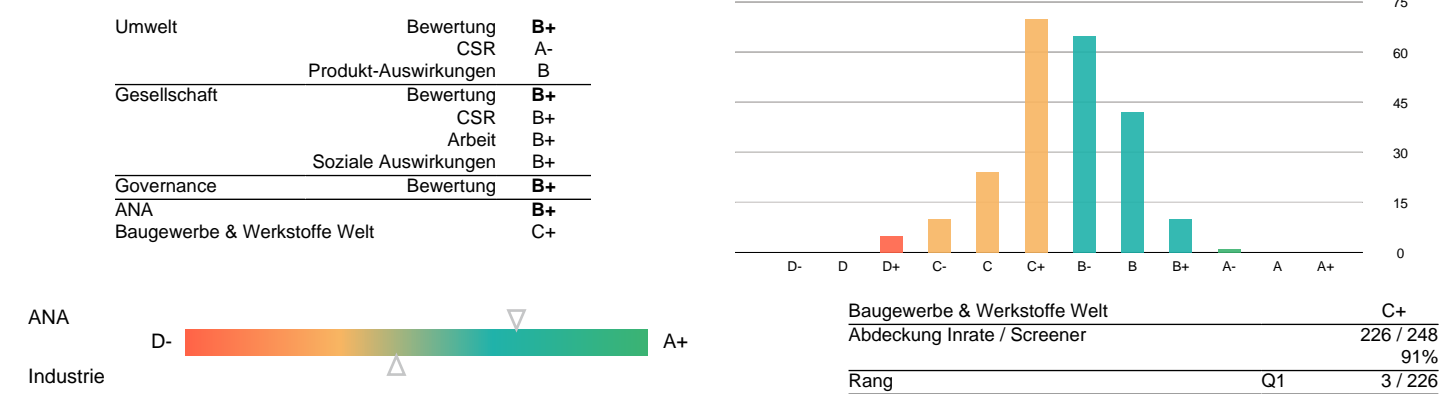 Umwelt Bewertung B+
CSR A-
Produkt-Auswirkungen B
Gesellschaft Bewertung B+
CSR B+
Arbeit B+
Soziale Auswirkungen B+
Governance Bewertung B+
ANA B+
Baugewerbe & Werkstoffe Welt C+
75
60
45
30
15
0
D- D D+ C- C C+ B- B B+ A- A A+
ANA
D- A+
Industrie
Baugewerbe & Werkstoffe Welt C+
Abdeckung Inrate / Screener 226 / 248
91%
Rang Q1 3 / 226